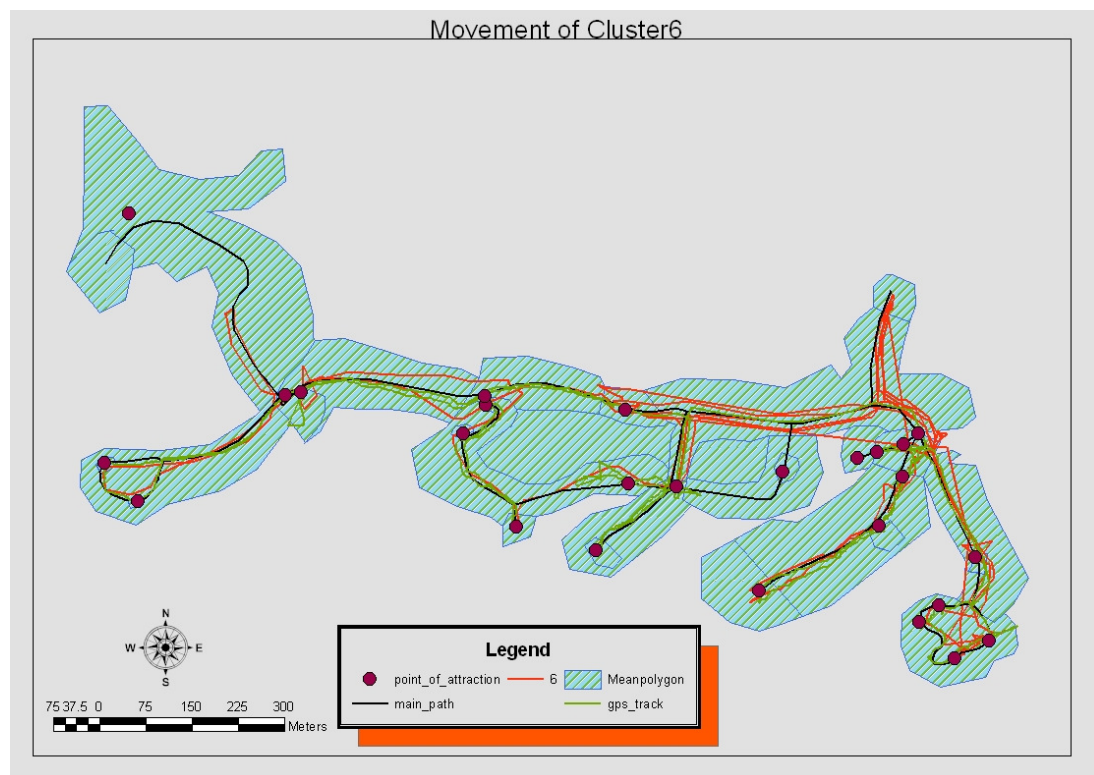 Movement of Cluster6
N
W E
S
75 37.5 0 75 150 225 300
Meters
Legend
point_of_attraction 6 Meanpolygon
main_path gps_track